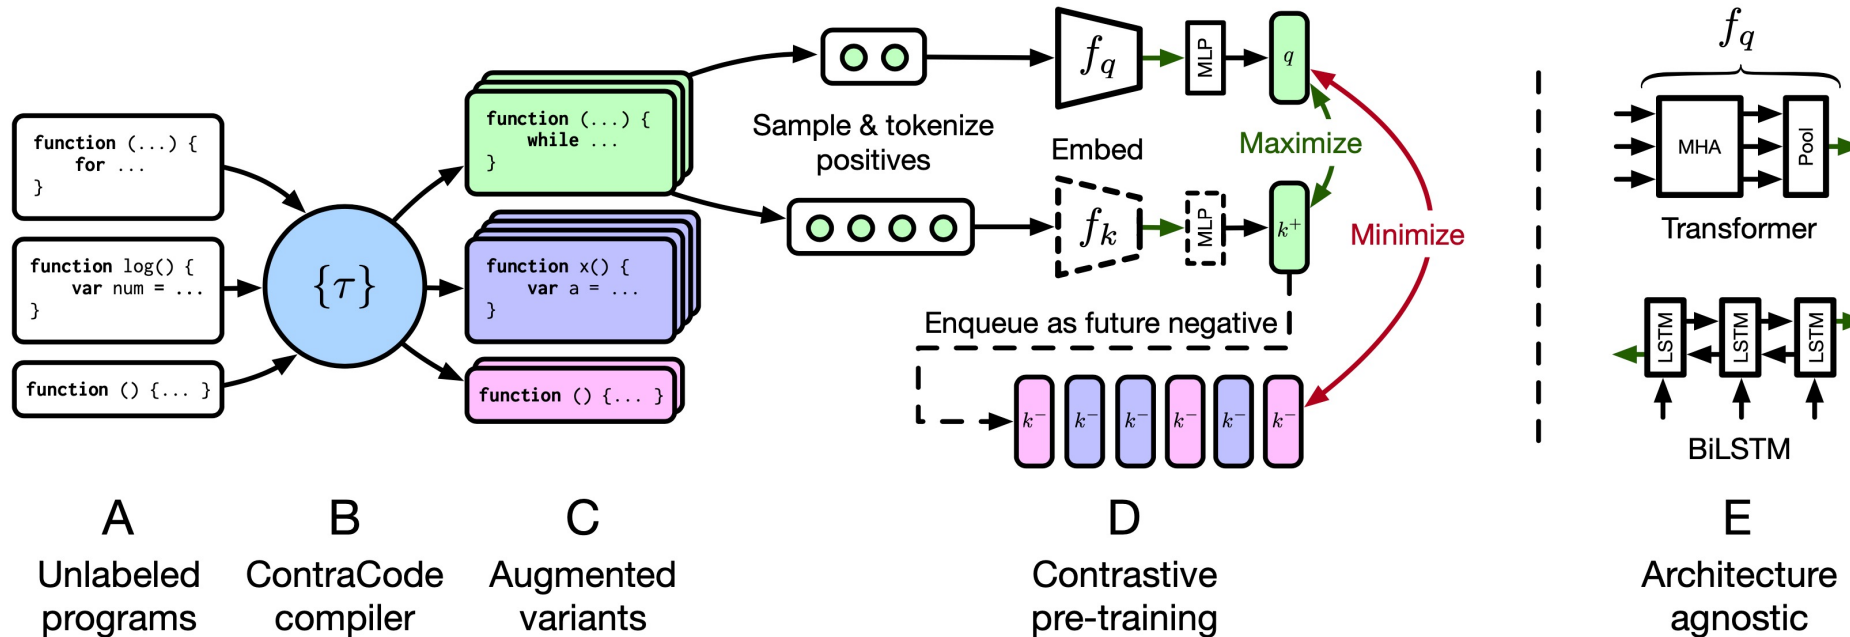 function (...) {
for ...
}
function log() {
var num = ...
}
function () {... }
{τ}
function (...) {
while ...
}
function x() {
var a = ...
}
function () {... }
Sample & tokenize
positives
f_q
MLP
q
Embed
f_k
MLP
k⁺
Maximize
Minimize
Enqueue as future negative
k⁻ k⁻ k⁻ k⁻ k⁻ k⁻
f_q
MHA
Pool
Transformer
LSTM LSTM LSTM
BiLSTM
A
Unlabeled
programs
B
ContraCode
compiler
C
Augmented
variants
D
Contrastive
pre-training
E
Architecture
agnostic